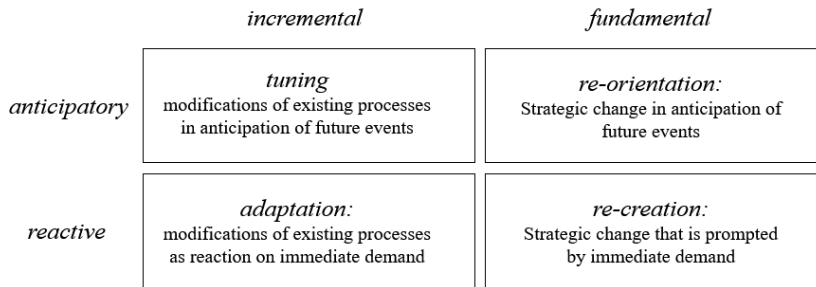 incremental fundamental
tuning
modifications of existing processes
in anticipation of future events
re-orientation:
Strategic change in anticipation of
future events
anticipatory
adaptation:
modifications of existing processes
as reaction on immediate demand
re-creation:
Strategic change that is prompted
by immediate demand
reactive